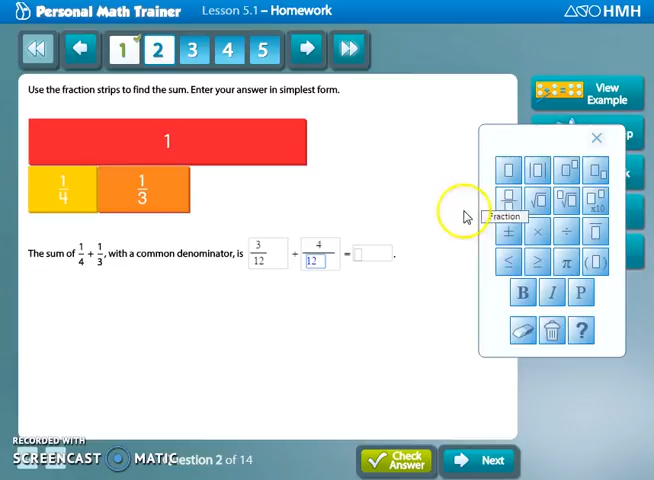 Personal Math Trainer Lesson 5.1 – Homework HMH
1 2 3 4 5
View Example
Use the fraction strips to find the sum. Enter your answer in simplest form.
1
1/4 1/3
The sum of 1/4 + 1/3, with a common denominator, is 3/12 + 4/12 = .
Fraction
x10
± × ÷
≤ ≥ π (□)
B I P
?
RECORDED WITH
SCREENCAST MATIC
Question 2 of 14
Check Answer
Next